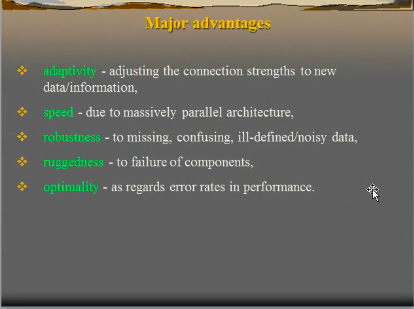 Major advantages
adaptivity - adjusting the connection strengths to new
data/information,
speed - due to massively parallel architecture,
robustness - to missing, confusing, ill-defined/noisy data,
ruggedness - to failure of components,
optimality - as regards error rates in performance.